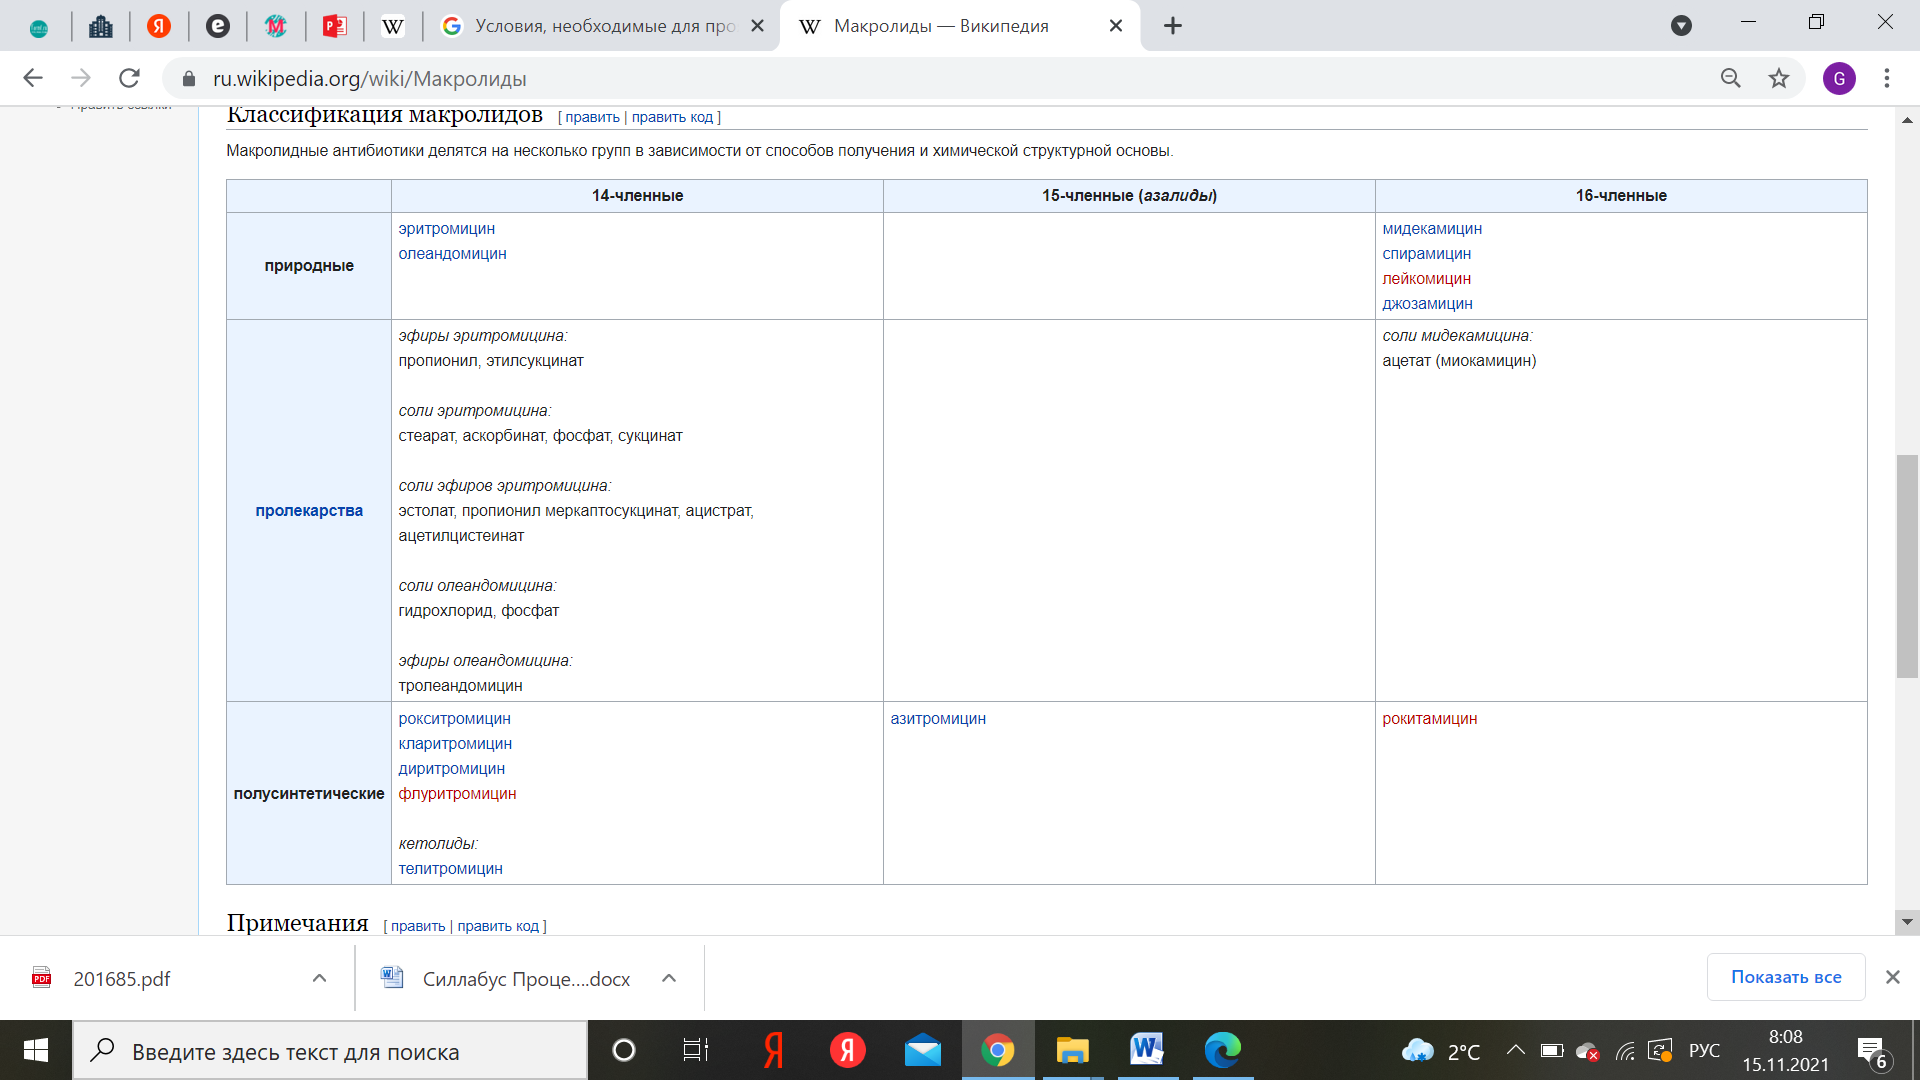 Условия, необходимые для про
Макролиды — Википедия
ru.wikipedia.org/wiki/Макролиды
G
Править ссылки
Классификация макролидов [ править | править код ]
Макролидные антибиотики делятся на несколько групп в зависимости от способов получения и химической структурной основы.
14-членные
15-членные (азалиды)
16-членные
природные
эритромицин
олеандомицин
мидекамицин
спирамицин
лейкомицин
джозамицин
пролекарства
эфиры эритромицина:
пропионил, этилсукцинат
соли эритромицина:
стеарат, аскорбинат, фосфат, сукцинат
соли эфиров эритромицина:
эстолат, пропионил меркаптосукцинат, ацистрат,
ацетилцистеинат
соли олеандомицина:
гидрохлорид, фосфат
эфиры олеандомицина:
тролеандомицин
соли мидекамицина:
ацетат (миокамицин)
полусинтетические
рокситромицин
кларитромицин
диритромицин
флуритромицин
кетолиды:
телитромицин
азитромицин
рокитамицин
Примечания [ править | править код ]
201685.pdf
Силлабус Проце....docx
Показать все
Введите здесь текст для поиска
2°C
РУС
8:08
15.11.2021
6